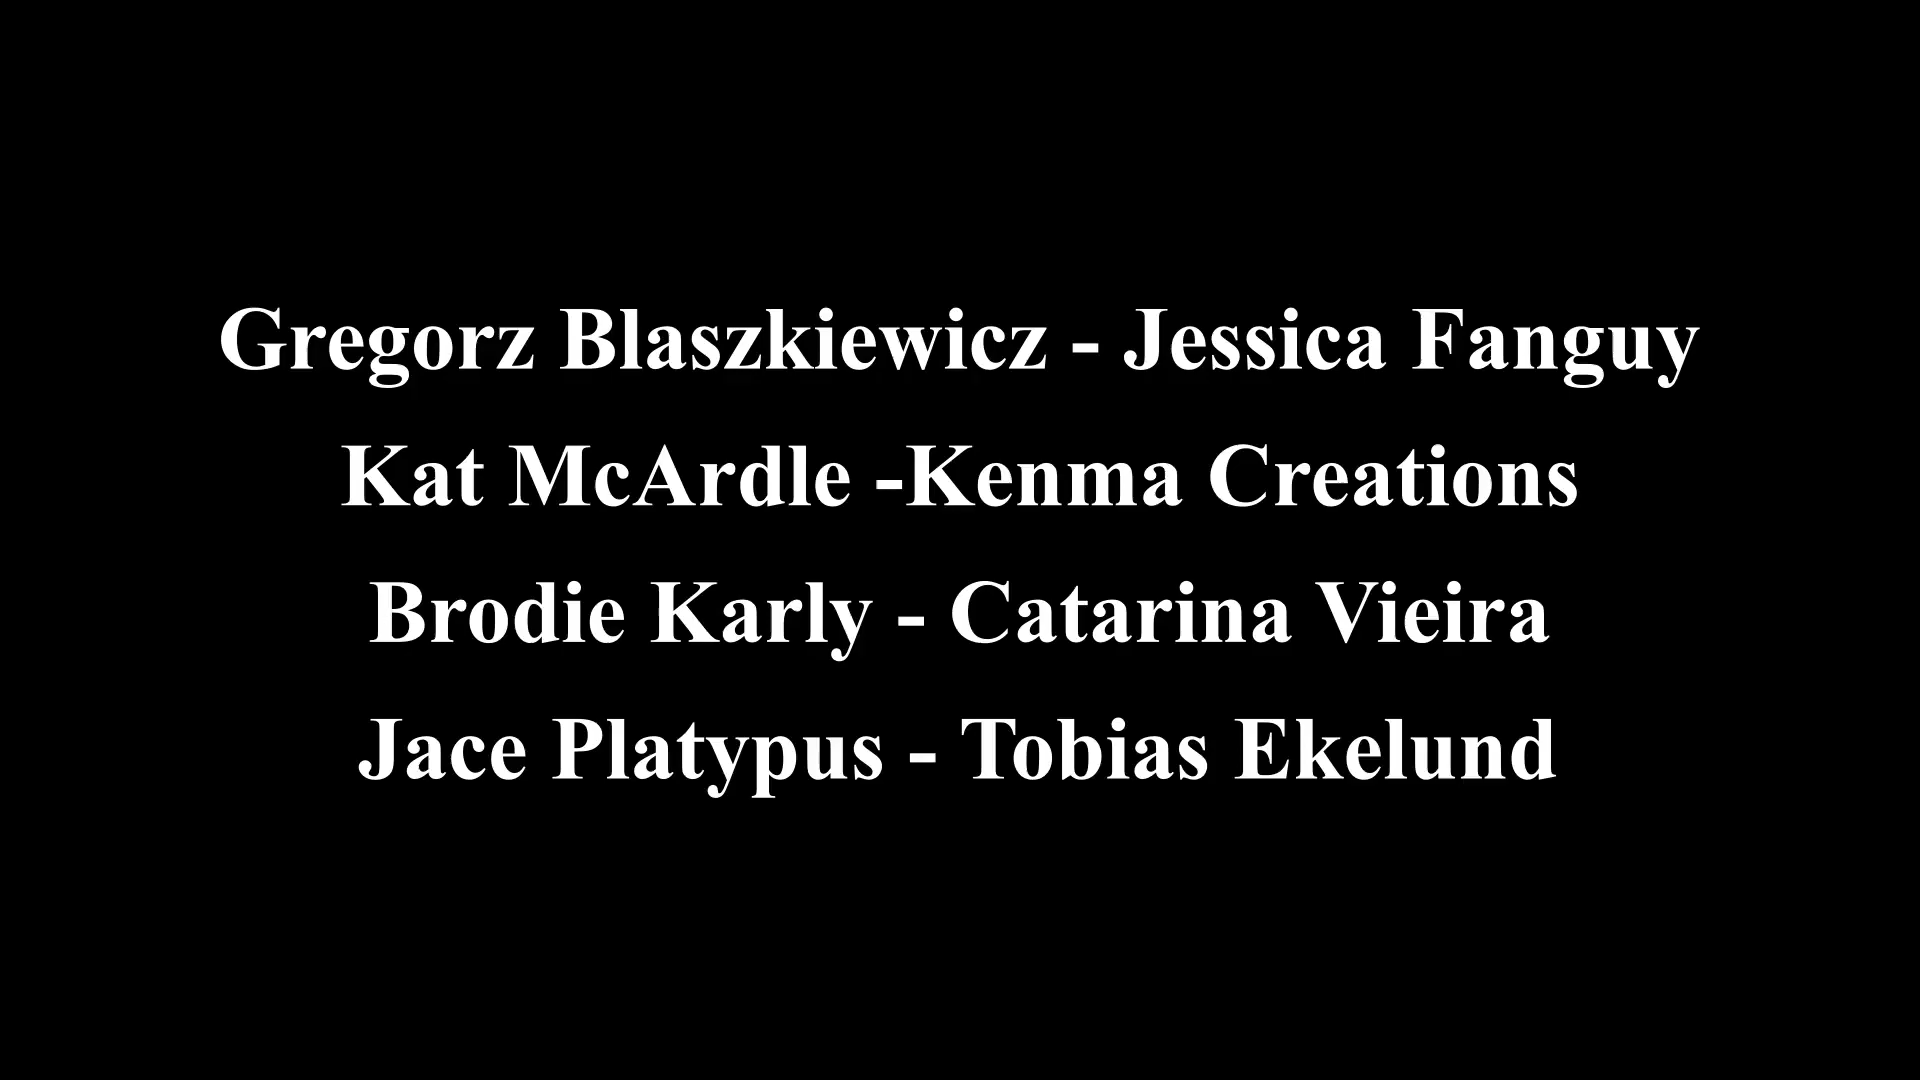 Gregorz Blaszkiewicz - Jessica Fanguy
Kat McArdle -Kenma Creations
Brodie Karly - Catarina Vieira
Jace Platypus - Tobias Ekelund